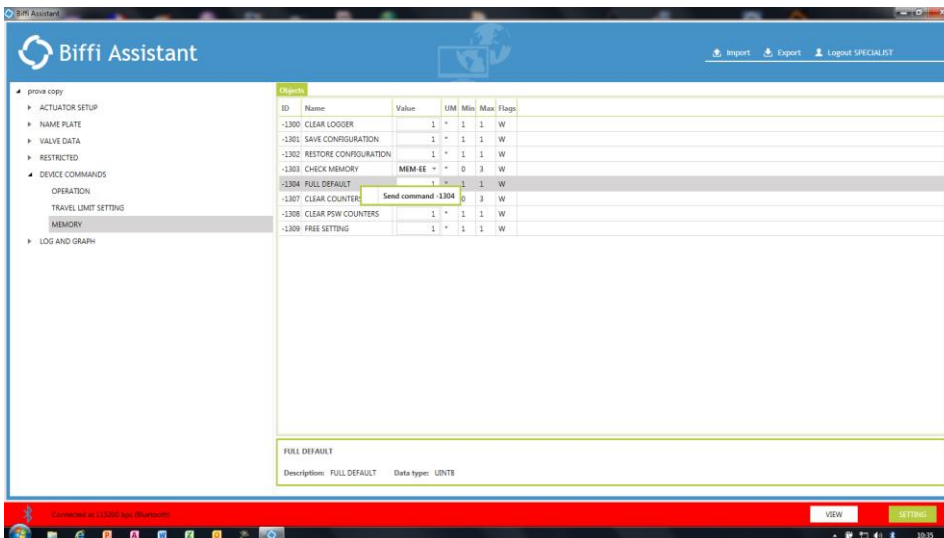 Biffi Assistant
Biffi Assistant
Import Export Logout SPECIALIST
prova copy
ACTUATOR SETUP
NAME PLATE
VALVE DATA
RESTRICTED
DEVICE COMMANDS
OPERATION
TRAVEL LIMIT SETTING
MEMORY
LOG AND GRAPH
Objects
ID Name Value UM Min Max Flags
-1300 CLEAR LOGGER 1 * 1 1 W
-1301 SAVE CONFIGURATION 1 * 1 1 W
-1302 RESTORE CONFIGURATION 1 * 1 1 W
-1303 CHECK MEMORY MEM-EE * 0 3 W
-1304 FULL DEFAULT 1 * 1 1 W
-1307 CLEAR COUNTERS 0 3 W
Send command -1304
-1308 CLEAR PSW COUNTERS 1 * 1 1 W
-1309 FREE SETTING 1 * 1 1 W
FULL DEFAULT
Description: FULL DEFAULT Data type: UINT8
Connected at 115200 bps (Bluetooth)
VIEW SETTING
10:35